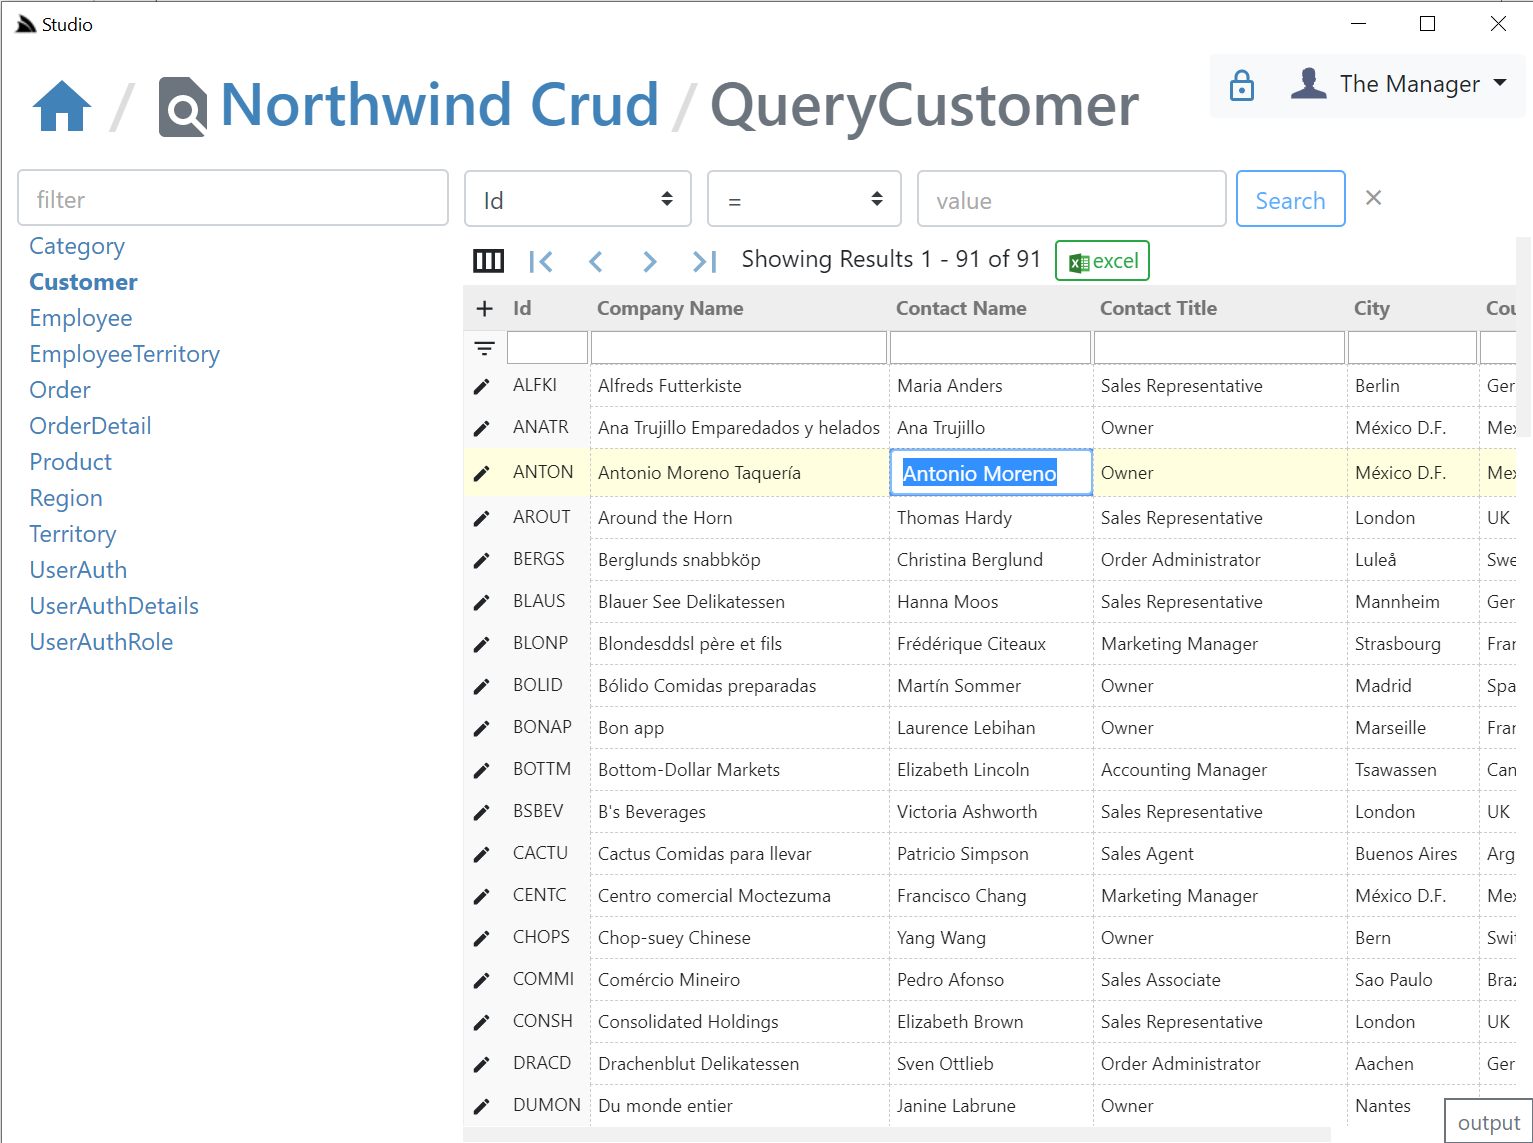 Studio
/ Northwind Crud / QueryCustomer
The Manager
filter
Id = value Search ×
Category
Customer
Employee
EmployeeTerritory
Order
OrderDetail
Product
Region
Territory
UserAuth
UserAuthDetails
UserAuthRole
Showing Results 1 - 91 of 91 excel
+ Id Company Name Contact Name Contact Title City Cou
ALFKI Alfreds Futterkiste Maria Anders Sales Representative Berlin Ger
ANATR Ana Trujillo Emparedados y helados Ana Trujillo Owner México D.F. Mex
ANTON Antonio Moreno Taquería Antonio Moreno Owner México D.F. Mex
AROUT Around the Horn Thomas Hardy Sales Representative London UK
BERGS Berglunds snabbköp Christina Berglund Order Administrator Luleå Swe
BLAUS Blauer See Delikatessen Hanna Moos Sales Representative Mannheim Ger
BLONP Blondesddsl père et fils Frédérique Citeaux Marketing Manager Strasbourg Fran
BOLID Bólido Comidas preparadas Martín Sommer Owner Madrid Spa
BONAP Bon app Laurence Lebihan Owner Marseille Fran
BOTTM Bottom-Dollar Markets Elizabeth Lincoln Accounting Manager Tsawassen Can
BSBEV B's Beverages Victoria Ashworth Sales Representative London UK
CACTU Cactus Comidas para llevar Patricio Simpson Sales Agent Buenos Aires Arg
CENTC Centro comercial Moctezuma Francisco Chang Marketing Manager México D.F. Mex
CHOPS Chop-suey Chinese Yang Wang Owner Bern Swit
COMMI Comércio Mineiro Pedro Afonso Sales Associate Sao Paulo Braz
CONSH Consolidated Holdings Elizabeth Brown Sales Representative London UK
DRACD Drachenblut Delikatessen Sven Ottlieb Order Administrator Aachen Ger
DUMON Du monde entier Janine Labrune Owner Nantes
output